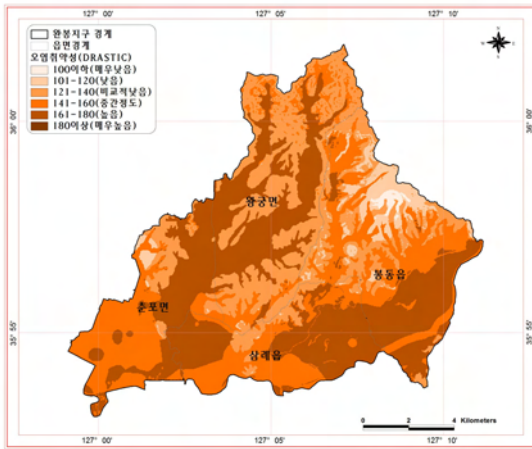 127° 00′ 127° 05′ 127° 10′
완봉지구 경계
읍면경계
오염취약성(DRASTIC)
100이하(매우낮음)
101-120(낮음)
121-140(비교적낮음)
141-160(중간정도)
161-180(높음)
180이상(매우높음)
36° 00′ 36° 00′
왕궁면
봉동읍
춘포면
35° 55′ 35° 55′
삼례읍
0 2 4 Kilometers
127° 00′ 127° 05′ 127° 10′